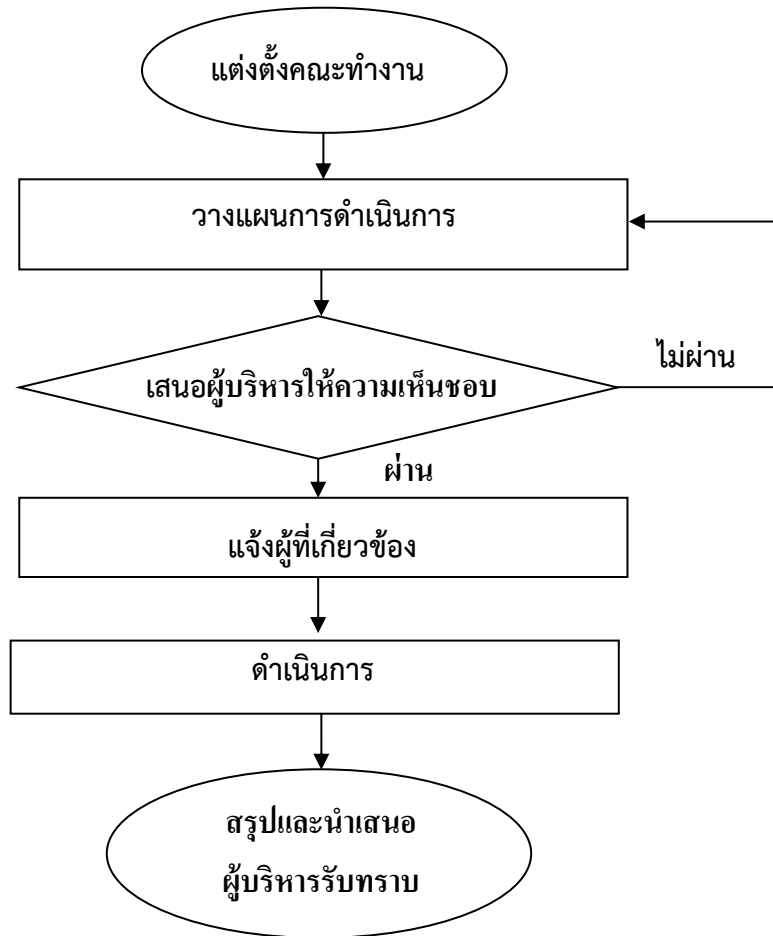 แต่งตั้งคณะทำงาน
วางแผนการดำเนินการ
เสนอผู้บริหารให้ความเห็นชอบ
ไม่ผ่าน
ผ่าน
แจ้งผู้ที่เกี่ยวข้อง
ดำเนินการ
สรุปและนำเสนอ
ผู้บริหารรับทราบ